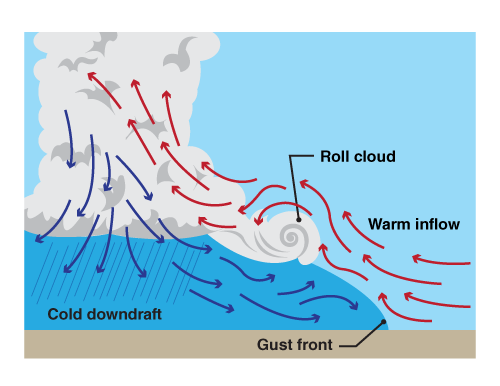 Roll cloud
Warm inflow
Cold downdraft
Gust front